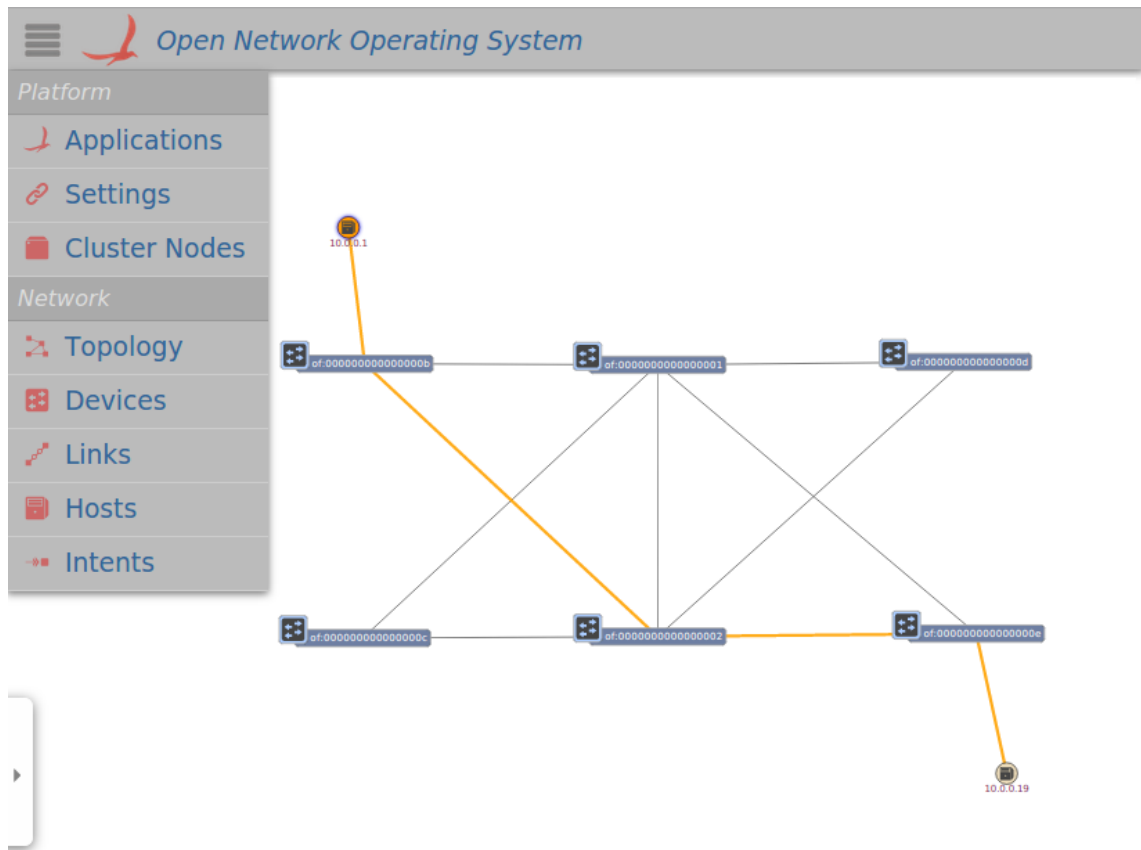 Open Network Operating System
Platform
Applications
Settings
Cluster Nodes
Network
Topology
Devices
Links
Hosts
Intents
10.0.0.1
of:000000000000000b
of:0000000000000001
of:000000000000000d
of:000000000000000c
of:0000000000000002
of:000000000000000e
10.0.0.19